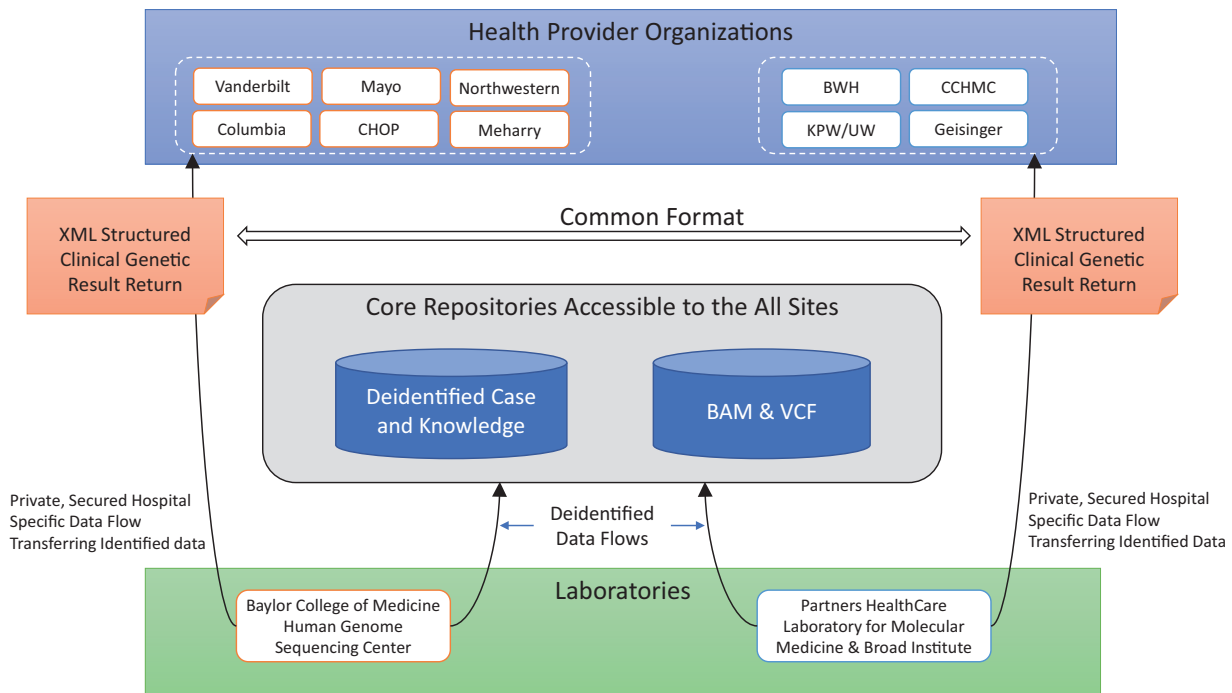 Health Provider Organizations
Vanderbilt
Mayo
Northwestern
BWH
CCHMC
Columbia
CHOP
Meharry
KPW/UW
Geisinger
XML Structured
Clinical Genetic
Result Return
Common Format
XML Structured
Clinical Genetic
Result Return
Core Repositories Accessible to the All Sites
Deidentified Case
and Knowledge
BAM & VCF
Private, Secured Hospital
Specific Data Flow
Transferring Identified data
Deidentified
Data Flows
Private, Secured Hospital
Specific Data Flow
Transferring Identified Data
Laboratories
Baylor College of Medicine
Human Genome
Sequencing Center
Partners HealthCare
Laboratory for Molecular
Medicine & Broad Institute